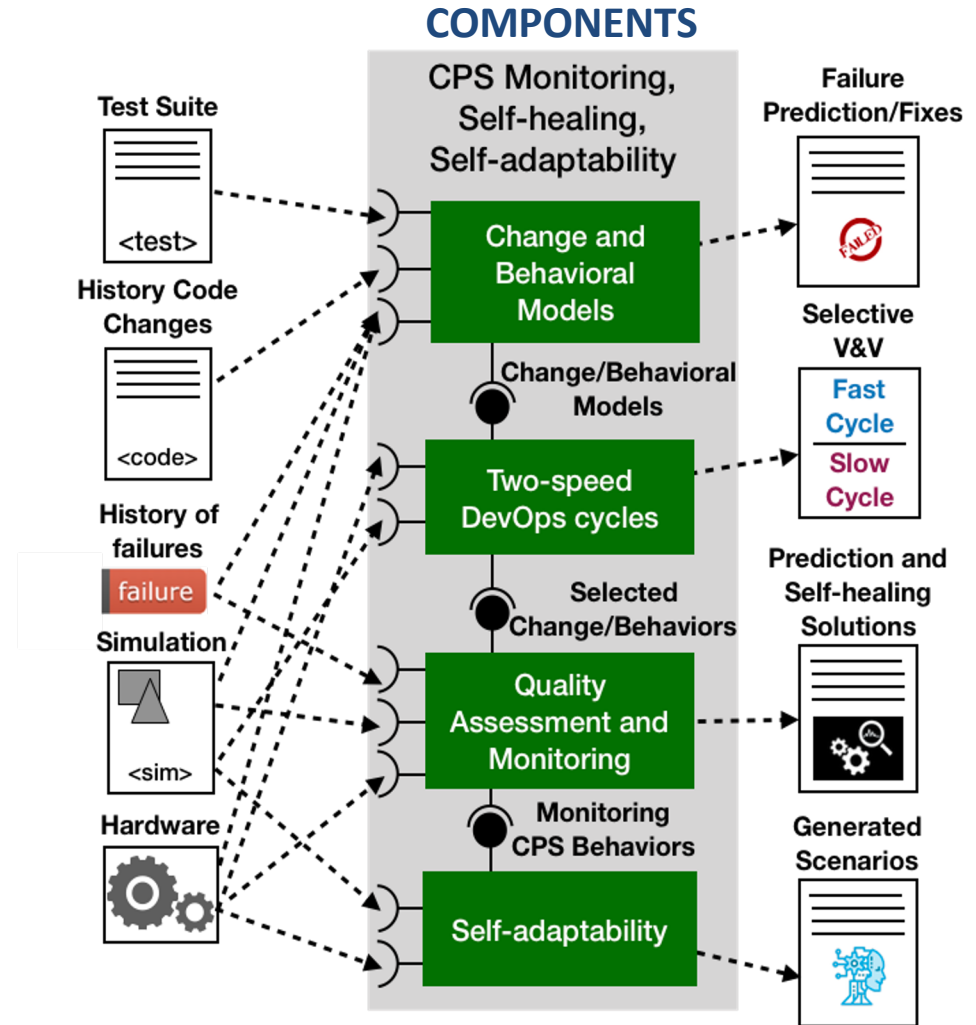 COMPONENTS
CPS Monitoring,
Self-healing,
Self-adaptability
Test Suite
<test>
History Code
Changes
<code>
History of
failures
failure
Simulation
<sim>
Hardware
Change and
Behavioral
Models
Change/Behavioral
Models
Two-speed
DevOps cycles
Selected
Change/Behaviors
Quality
Assessment and
Monitoring
Monitoring
CPS Behaviors
Self-adaptability
Failure
Prediction/Fixes
FAILED
Selective
V&V
Fast
Cycle
Slow
Cycle
Prediction and
Self-healing
Solutions
Generated
Scenarios